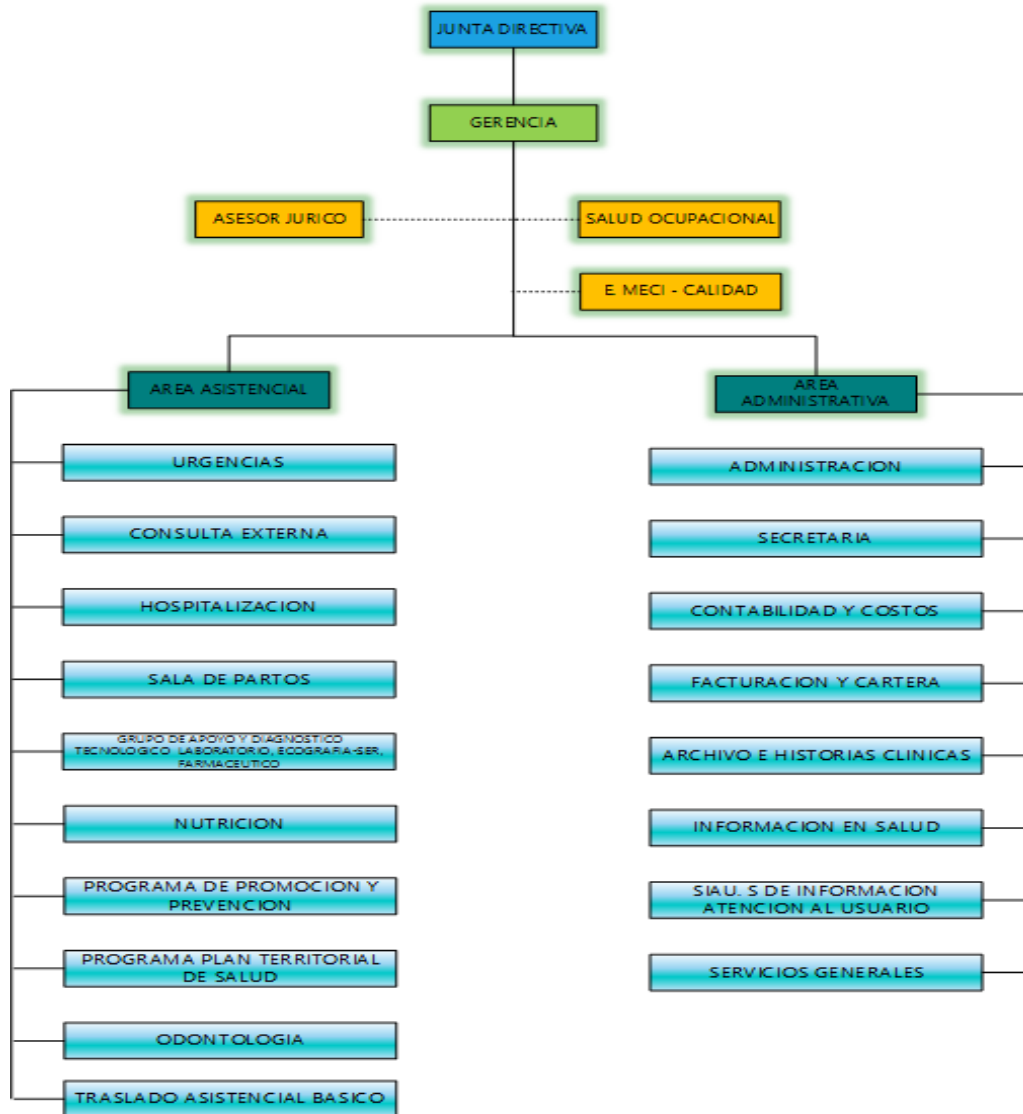 JUNTA DIRECTIVA
GERENCIA
ASESOR JURICO
SALUD OCUPACIONAL
E. MECI - CALIDAD
AREA ASISTENCIAL
AREA
ADMINISTRATIVA
URGENCIAS
CONSULTA EXTERNA
HOSPITALIZACION
SALA DE PARTOS
GRUPO DE APOYO Y DIAGNOSTICO
TECNOLOGICO LABORATORIO, ECOGRAFIA-SER,
FARMACEUTICO
NUTRICION
PROGRAMA DE PROMOCION Y
PREVENCION
PROGRAMA PLAN TERRITORIAL
DE SALUD
ODONTOLOGIA
TRASLADO ASISTENCIAL BASICO
ADMINISTRACION
SECRETARIA
CONTABILIDAD Y COSTOS
FACTURACION Y CARTERA
ARCHIVO E HISTORIAS CLINICAS
INFORMACION EN SALUD
SIAU. S DE INFORMACION
ATENCION AL USUARIO
SERVICIOS GENERALES